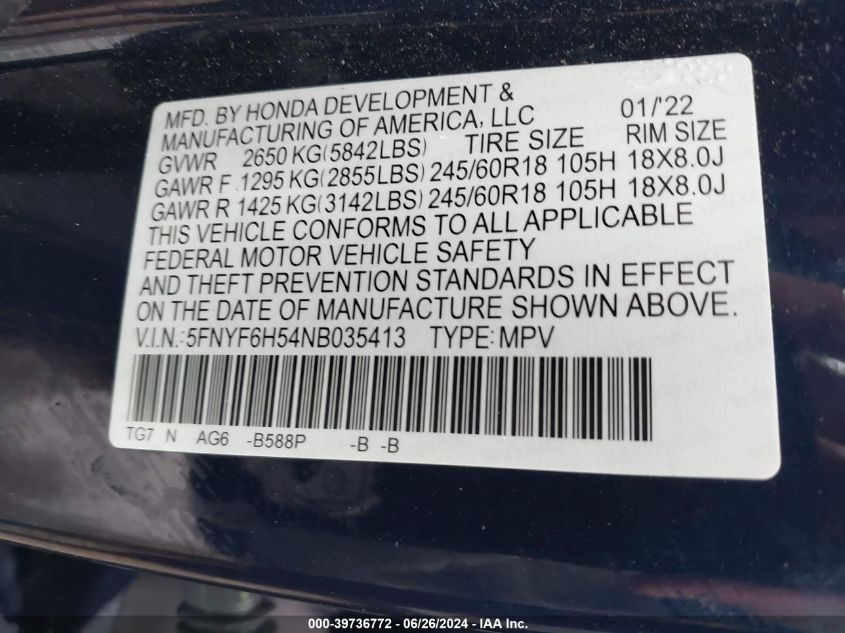 MFD. BY HONDA DEVELOPMENT &
MANUFACTURING OF AMERICA, LLC 01/'22
GVWR 2650 KG(5842LBS) TIRE SIZE RIM SIZE
GAWR F 1295 KG(2855LBS) 245/60R18 105H 18X8.0J
GAWR R 1425 KG(3142LBS) 245/60R18 105H 18X8.0J
THIS VEHICLE CONFORMS TO ALL APPLICABLE
FEDERAL MOTOR VEHICLE SAFETY
AND THEFT PREVENTION STANDARDS IN EFFECT
ON THE DATE OF MANUFACTURE SHOWN ABOVE.
V.I.N.:5FNYF6H54NB035413 TYPE:MPV
TG7 N AG6 -B588P -B -B
000-39736772 / 06/26/2024 / IAA Inc.